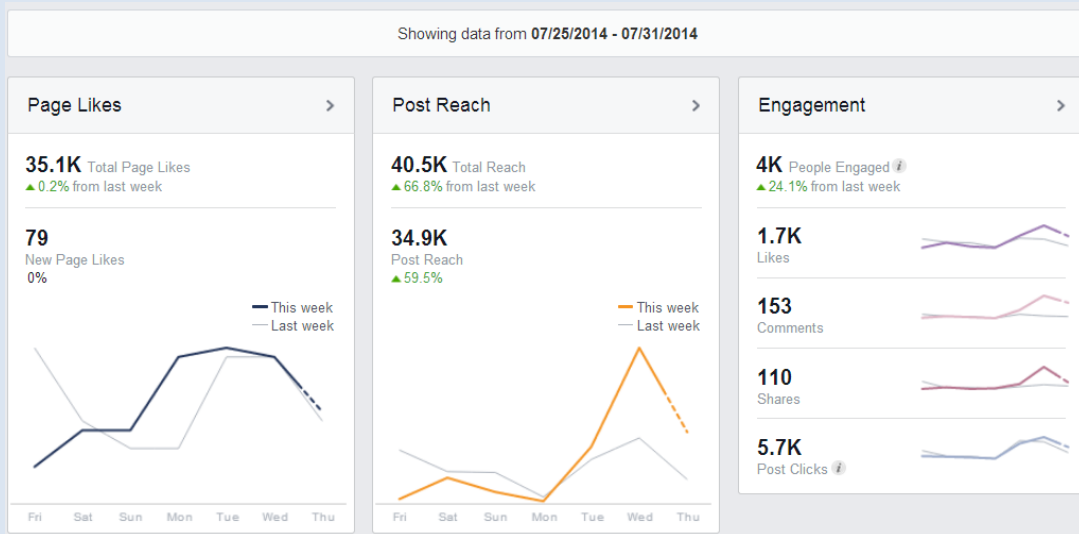 Showing data from 07/25/2014 - 07/31/2014
Page Likes
35.1K Total Page Likes
0.2% from last week
79
New Page Likes
0%
This week
Last week
Fri Sat Sun Mon Tue Wed Thu
Post Reach
40.5K Total Reach
66.8% from last week
34.9K
Post Reach
59.5%
This week
Last week
Fri Sat Sun Mon Tue Wed Thu
Engagement
4K People Engaged i
24.1% from last week
1.7K
Likes
153
Comments
110
Shares
5.7K
Post Clicks i